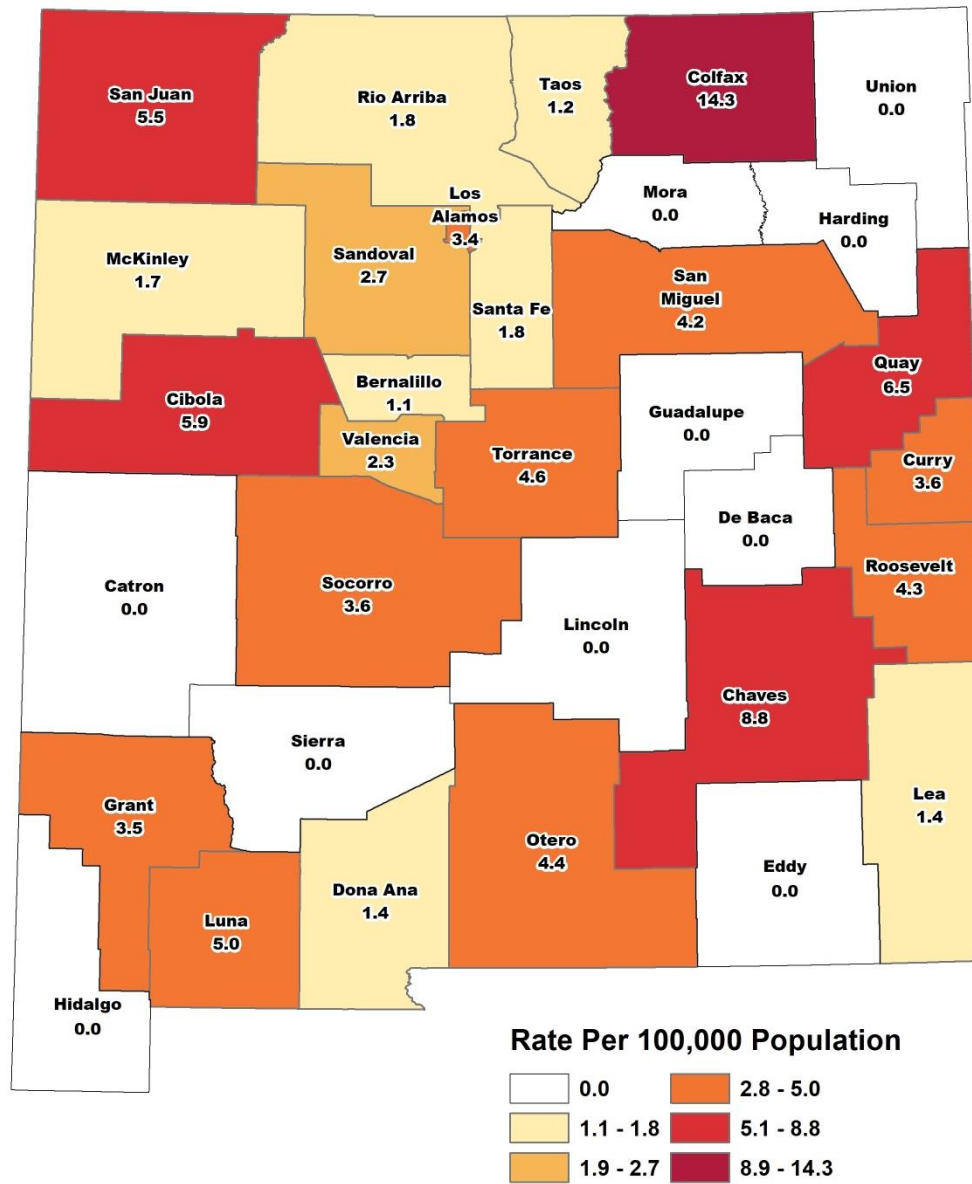 San Juan
5.5
Rio Arriba
1.8
Taos
1.2
Colfax
14.3
Union
0.0
Los
Alamos
3.4
Mora
0.0
Harding
0.0
McKinley
1.7
Sandoval
2.7
Santa Fe
1.8
San
Miguel
4.2
Quay
6.5
Cibola
5.9
Bernalillo
1.1
Valencia
2.3
Torrance
4.6
Guadalupe
0.0
Curry
3.6
De Baca
0.0
Roosevelt
4.3
Catron
0.0
Socorro
3.6
Lincoln
0.0
Chaves
8.8
Sierra
0.0
Grant
3.5
Otero
4.4
Lea
1.4
Eddy
0.0
Dona Ana
1.4
Luna
5.0
Hidalgo
0.0
Rate Per 100,000 Population
0.0
1.1 - 1.8
1.9 - 2.7
2.8 - 5.0
5.1 - 8.8
8.9 - 14.3